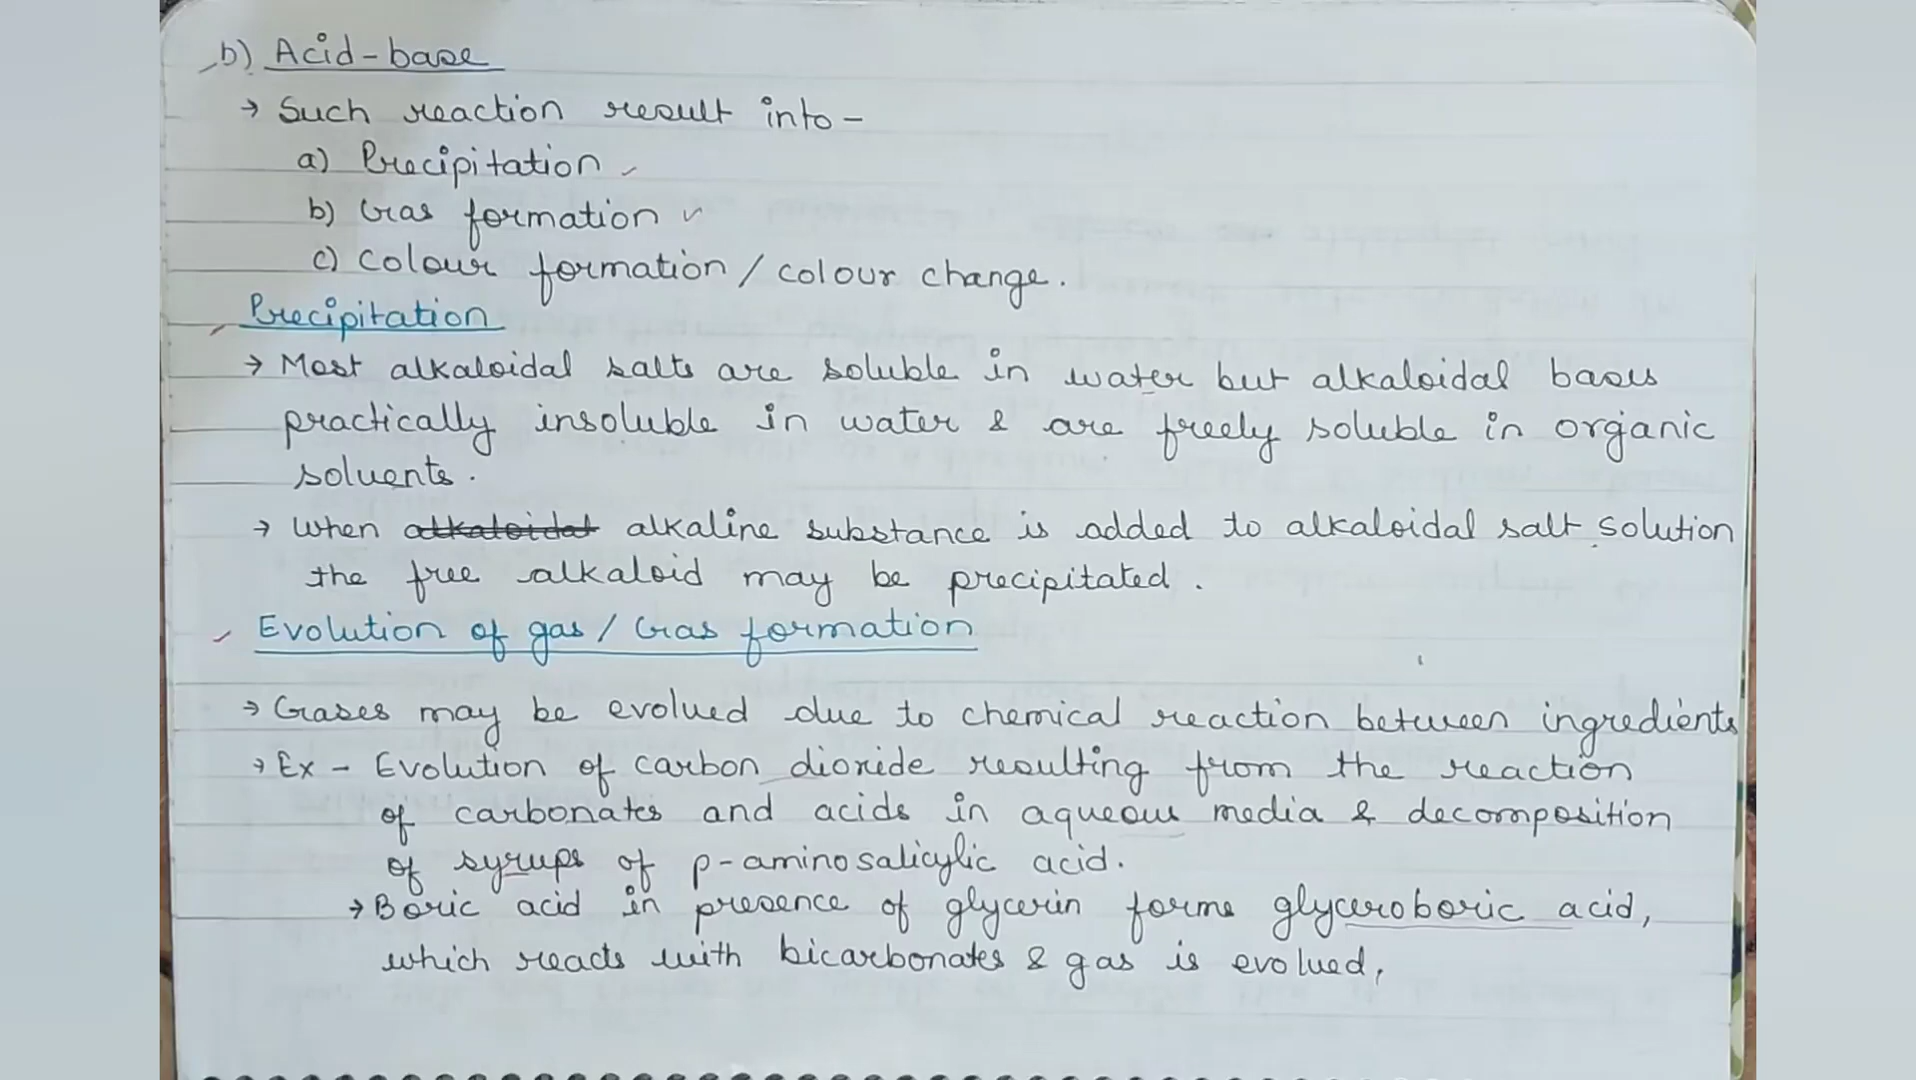 b) Acid-base
→ Such reaction result into -
a) Precipitation
b) Gas formation
c) Colour formation / colour change.
Precipitation
→ Most alkaloidal salts are soluble in water but alkaloidal bases
practically insoluble in water & are freely soluble in organic
solvents.
→ When alkaloidal alkaline substance is added to alkaloidal salt solution
the free alkaloid may be precipitated.
Evolution of gas / Gas formation
→ Gases may be evolved due to chemical reaction between ingredients
→ Ex - Evolution of carbon dioxide resulting from the reaction
of carbonates and acids in aqueous media & decomposition
of syrups of p-aminosalicylic acid.
→ Boric acid in presence of glycerin forms glyceroboric acid,
which reacts with bicarbonates & gas is evolved,